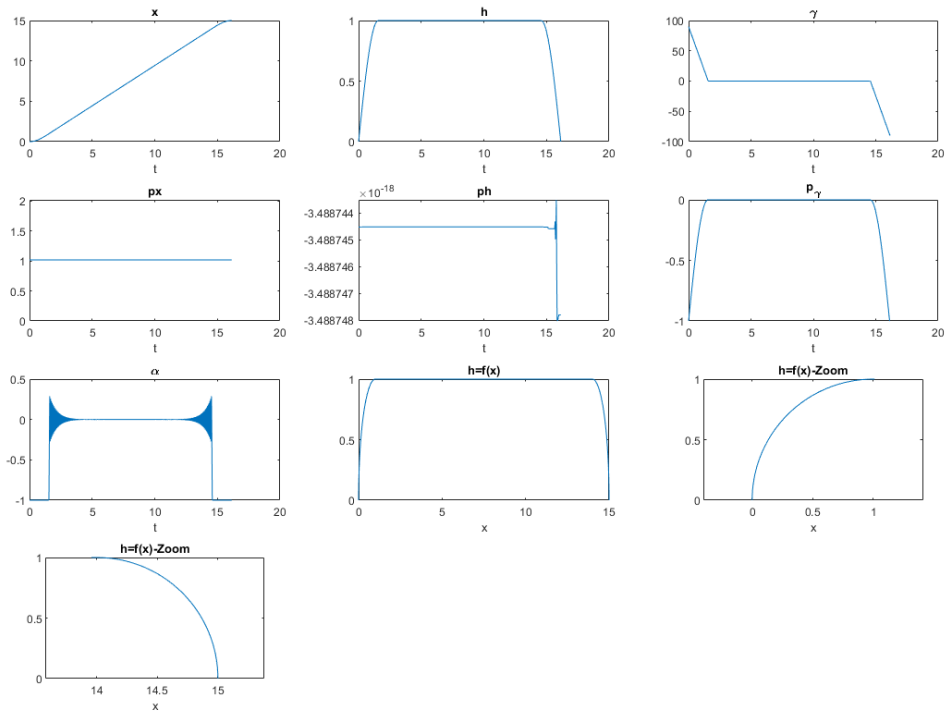 x
15
10
5
0
0 5 10 15 20
t
h
1
0.5
0
0 5 10 15 20
t
γ
100
50
0
-50
-100
0 5 10 15 20
t
px
2
1.5
1
0.5
0
0 5 10 15 20
t
ph
×10⁻¹⁸
-3.488744
-3.488745
-3.488746
-3.488747
-3.488748
0 5 10 15 20
t
pγ
0
-0.5
-1
0 5 10 15 20
t
α
0.5
0
-0.5
-1
0 5 10 15 20
t
h=f(x)
1
0.5
0
0 5 10 15
x
h=f(x)-Zoom
1
0.5
0
0 0.5 1
x
h=f(x)-Zoom
1
0.5
0
14 14.5 15
x